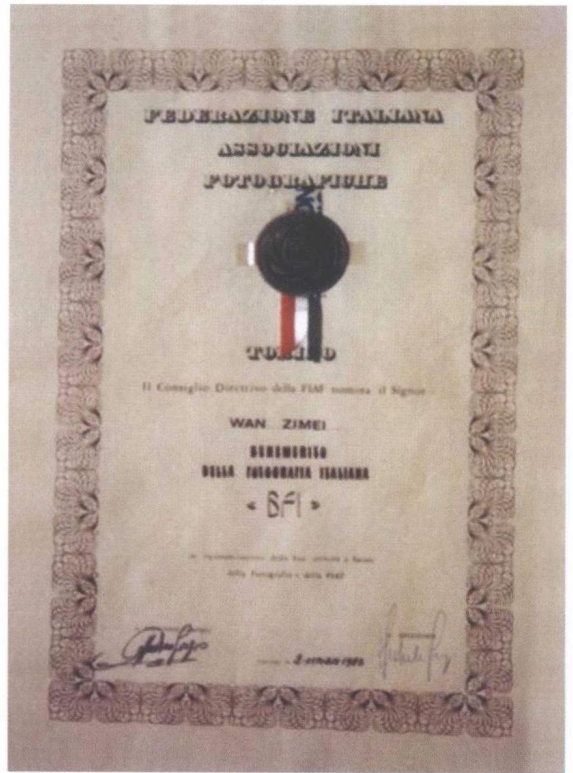 FEDERAZIONE ITALIANA
ASSOCIAZIONI
FOTOGRAFICHE
TORINO
Il Consiglio Direttivo della FIAF nomina il Signor
WAN ZIMEI
BENEMERITO
DELLA FOTOGRAFIA ITALIANA
« BFI »
della Fotografia e della FIAF